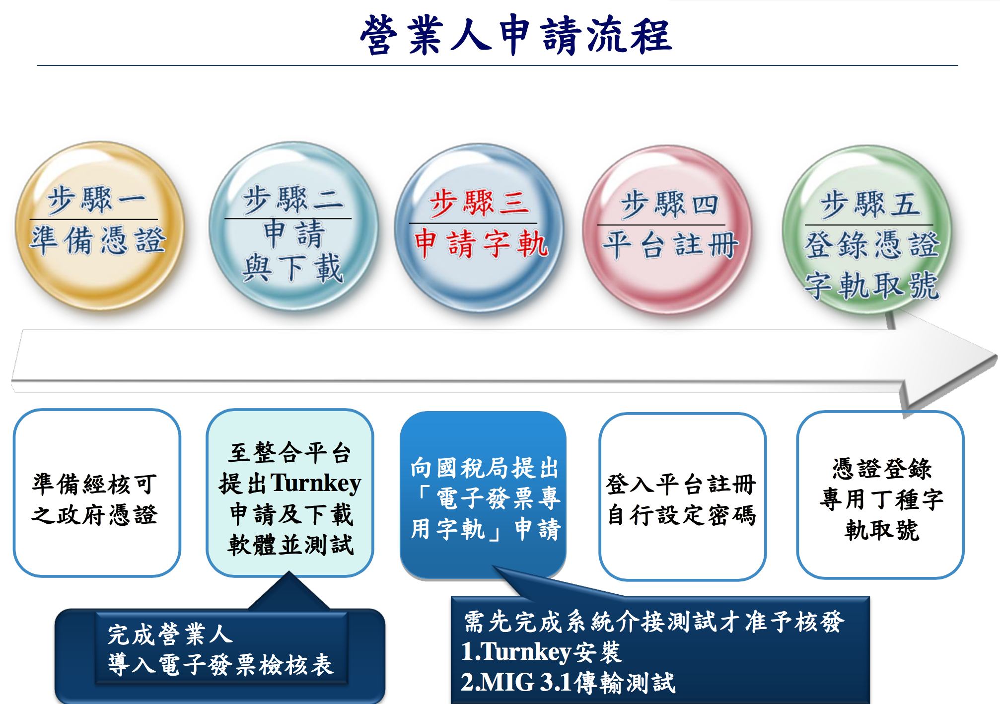 營業人申請流程
步驟一
準備憑證
步驟二
申請
與下載
步驟三
申請字軌
步驟四
平台註冊
步驟五
登錄憑證
字軌取號
準備經核可
之政府憑證
至整合平台
提出Turnkey
申請及下載
軟體並測試
向國稅局提出
「電子發票專
用字軌」申請
登入平台註冊
自行設定密碼
憑證登錄
專用丁種字
軌取號
完成營業人
導入電子發票檢核表
需先完成系統介接測試才准予核發
1.Turnkey安裝
2.MIG 3.1傳輸測試